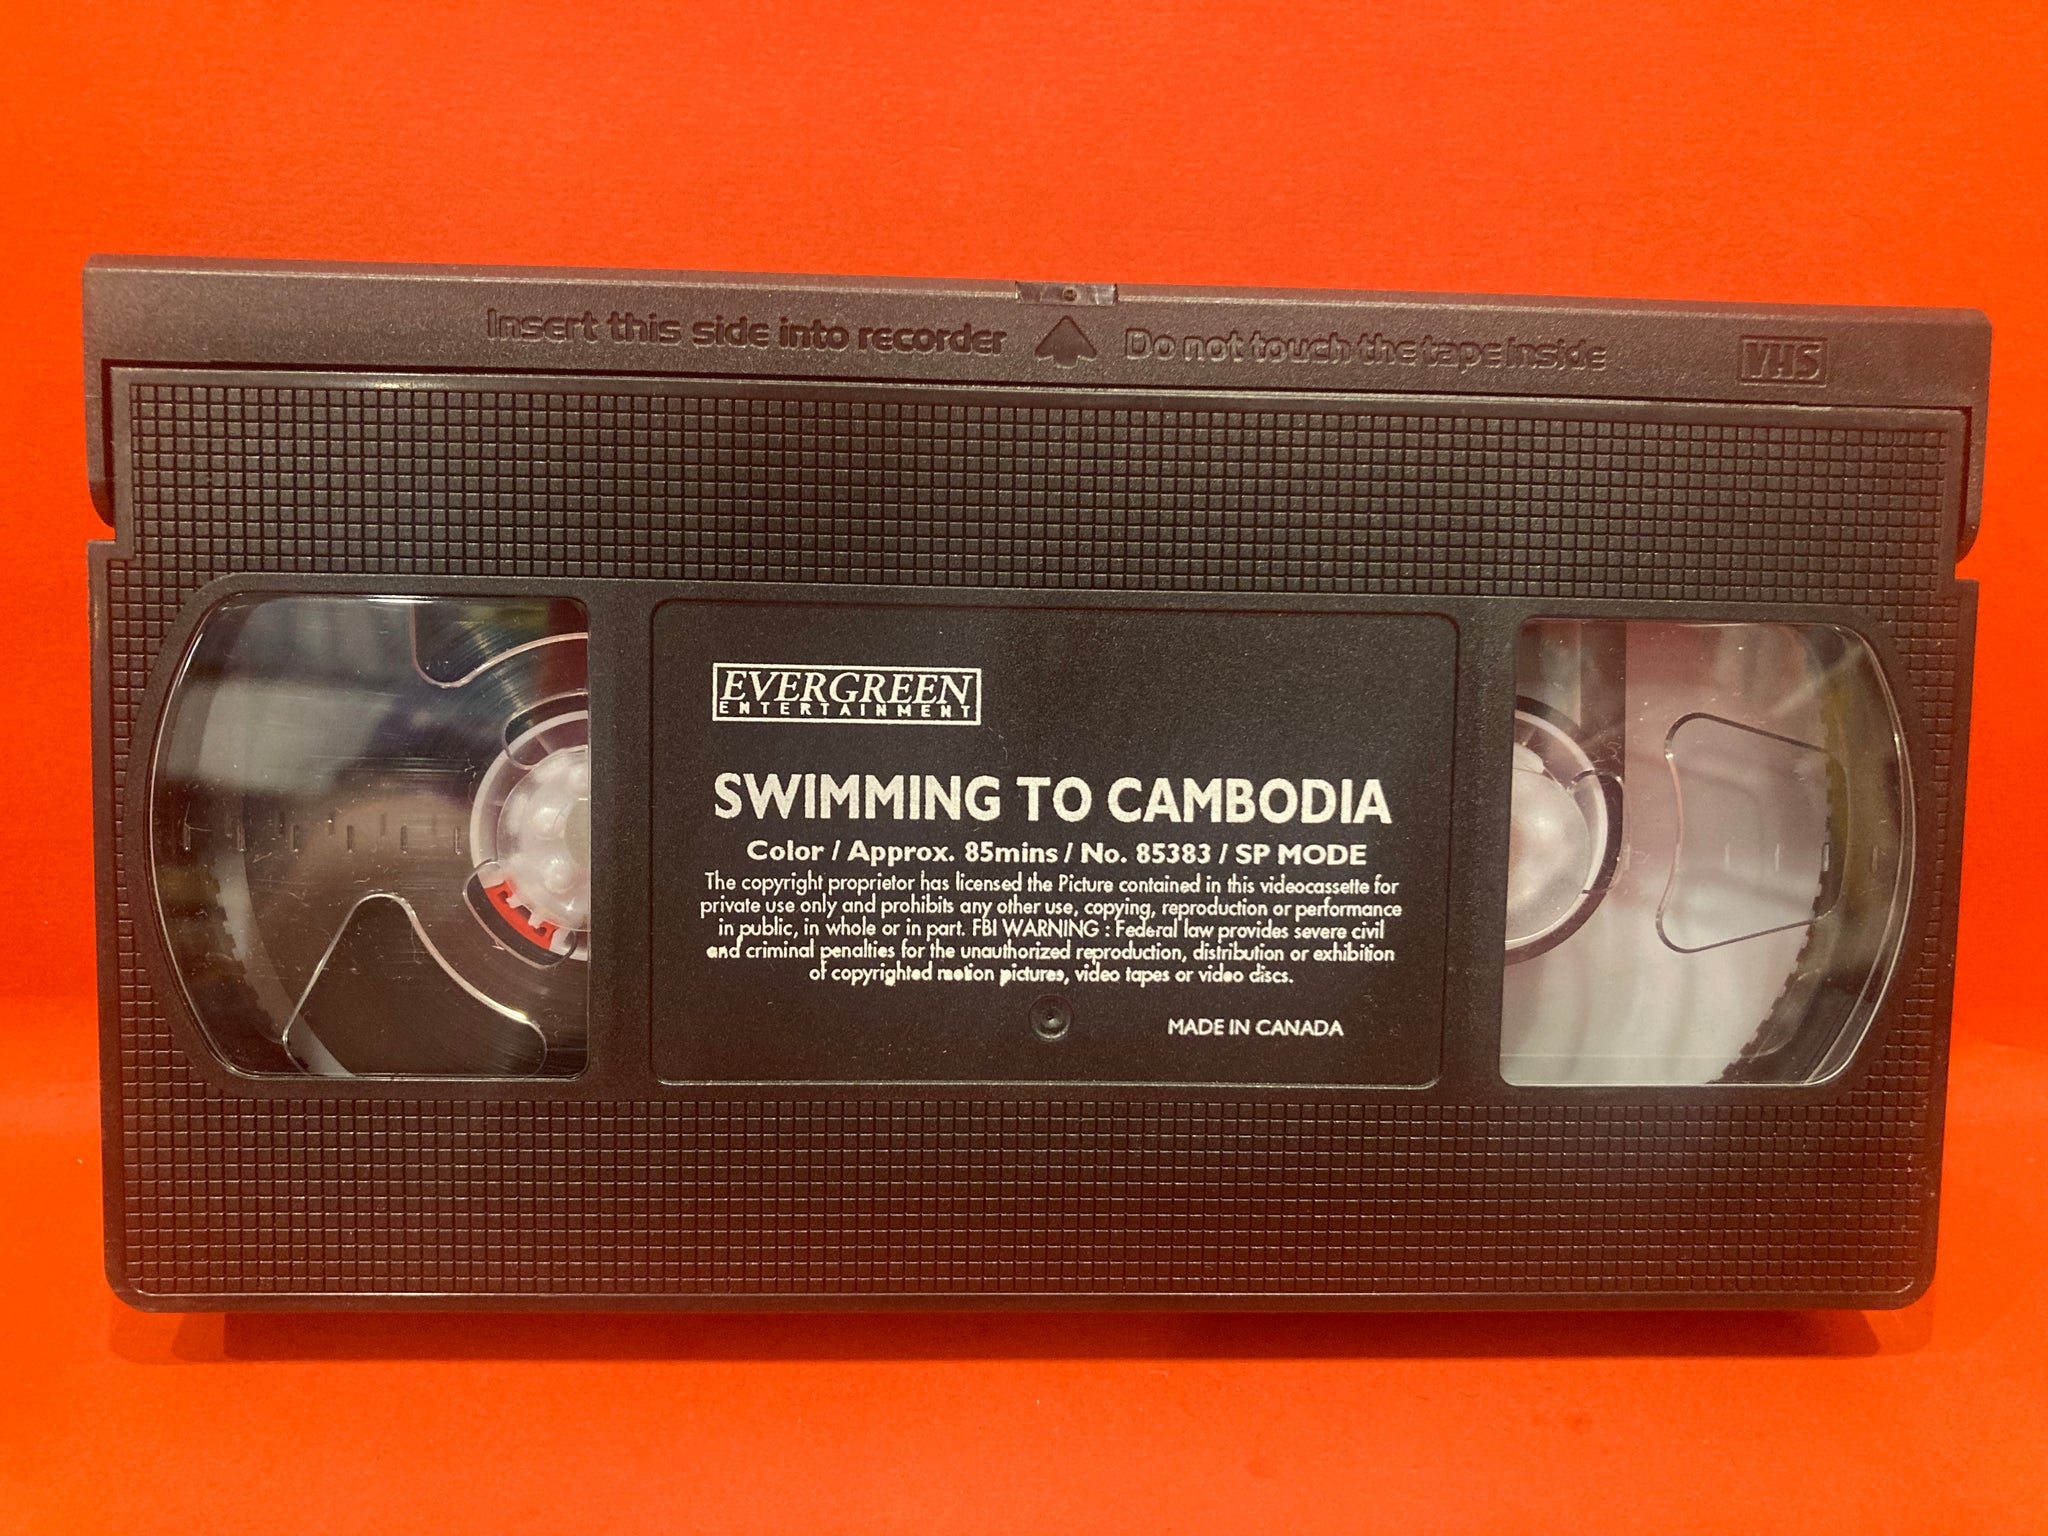 Insert this side into recorder Do not touch the tape inside VHS
EVERGREEN
ENTERTAINMENT
SWIMMING TO CAMBODIA
Color / Approx. 85mins / No. 85383 / SP MODE
The copyright proprietor has licensed the Picture contained in this videocassette for
private use only and prohibits any other use, copying, reproduction or performance
in public, in whole or in part. FBI WARNING : Federal law provides severe civil
and criminal penalties for the unauthorized reproduction, distribution or exhibition
of copyrighted motion pictures, video tapes or video discs.
MADE IN CANADA